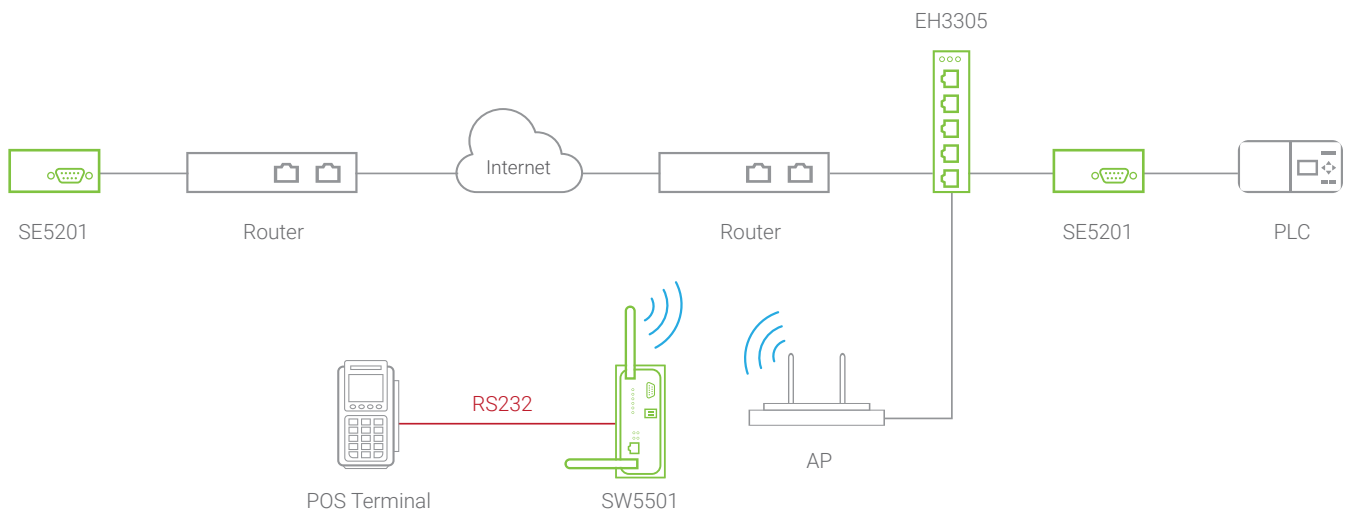 EH3305
Internet
SE5201
Router
Router
SE5201
PLC
RS232
AP
POS Terminal
SW5501